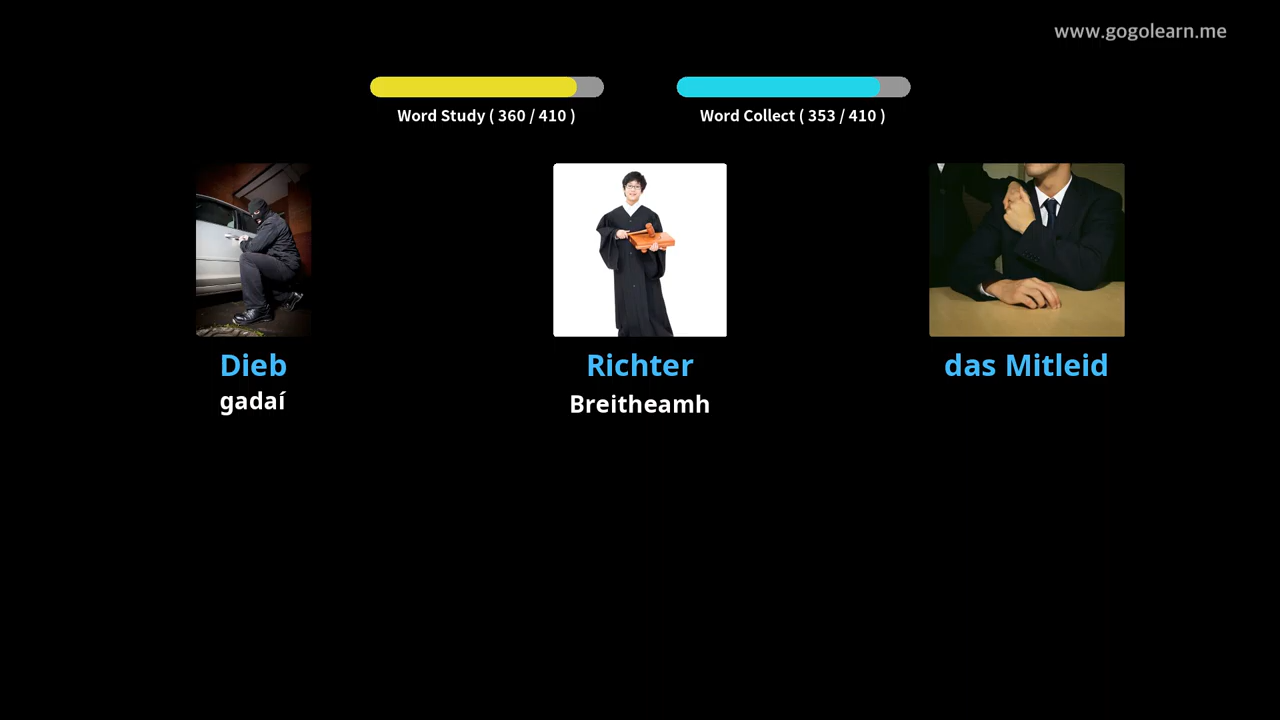 www.gogolearn.me
Word Study ( 360 / 410 )
Word Collect ( 353 / 410 )
Dieb
gadaí
Richter
Breitheamh
das Mitleid